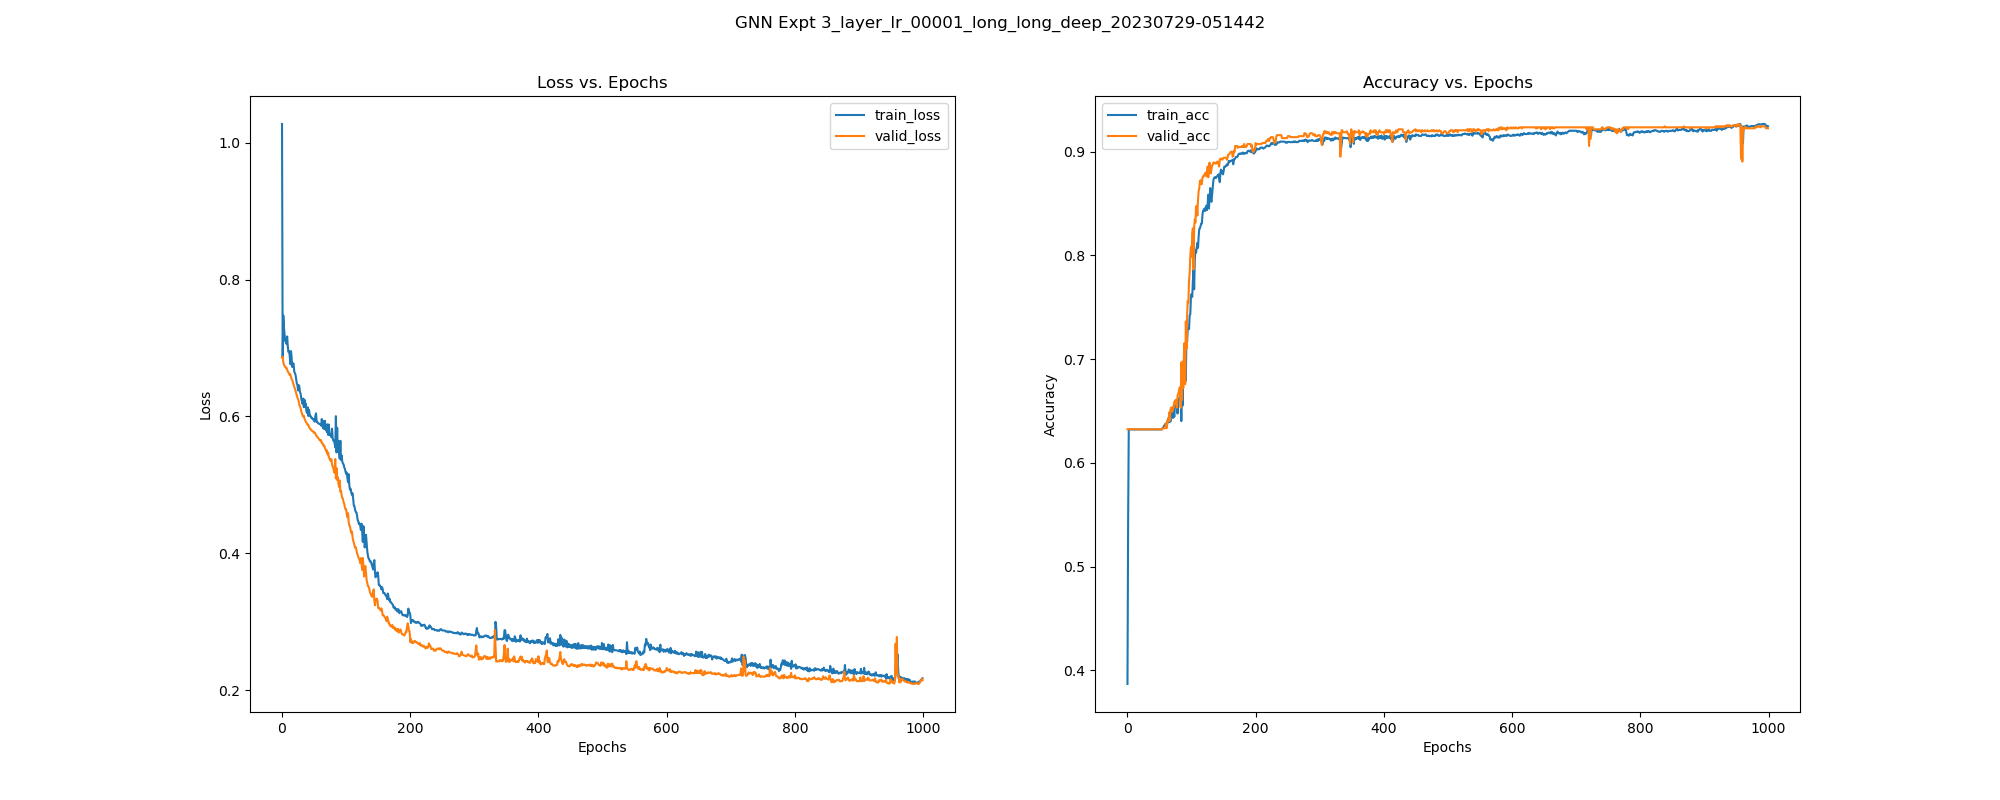 GNN Expt 3_layer_lr_00001_long_long_deep_20230729-051442
Loss vs. Epochs
train_loss
valid_loss
1.0
0.8
0.6
0.4
0.2
Loss
0 200 400 600 800 1000
Epochs
Accuracy vs. Epochs
train_acc
valid_acc
0.9
0.8
0.7
0.6
0.5
0.4
Accuracy
0 200 400 600 800 1000
Epochs